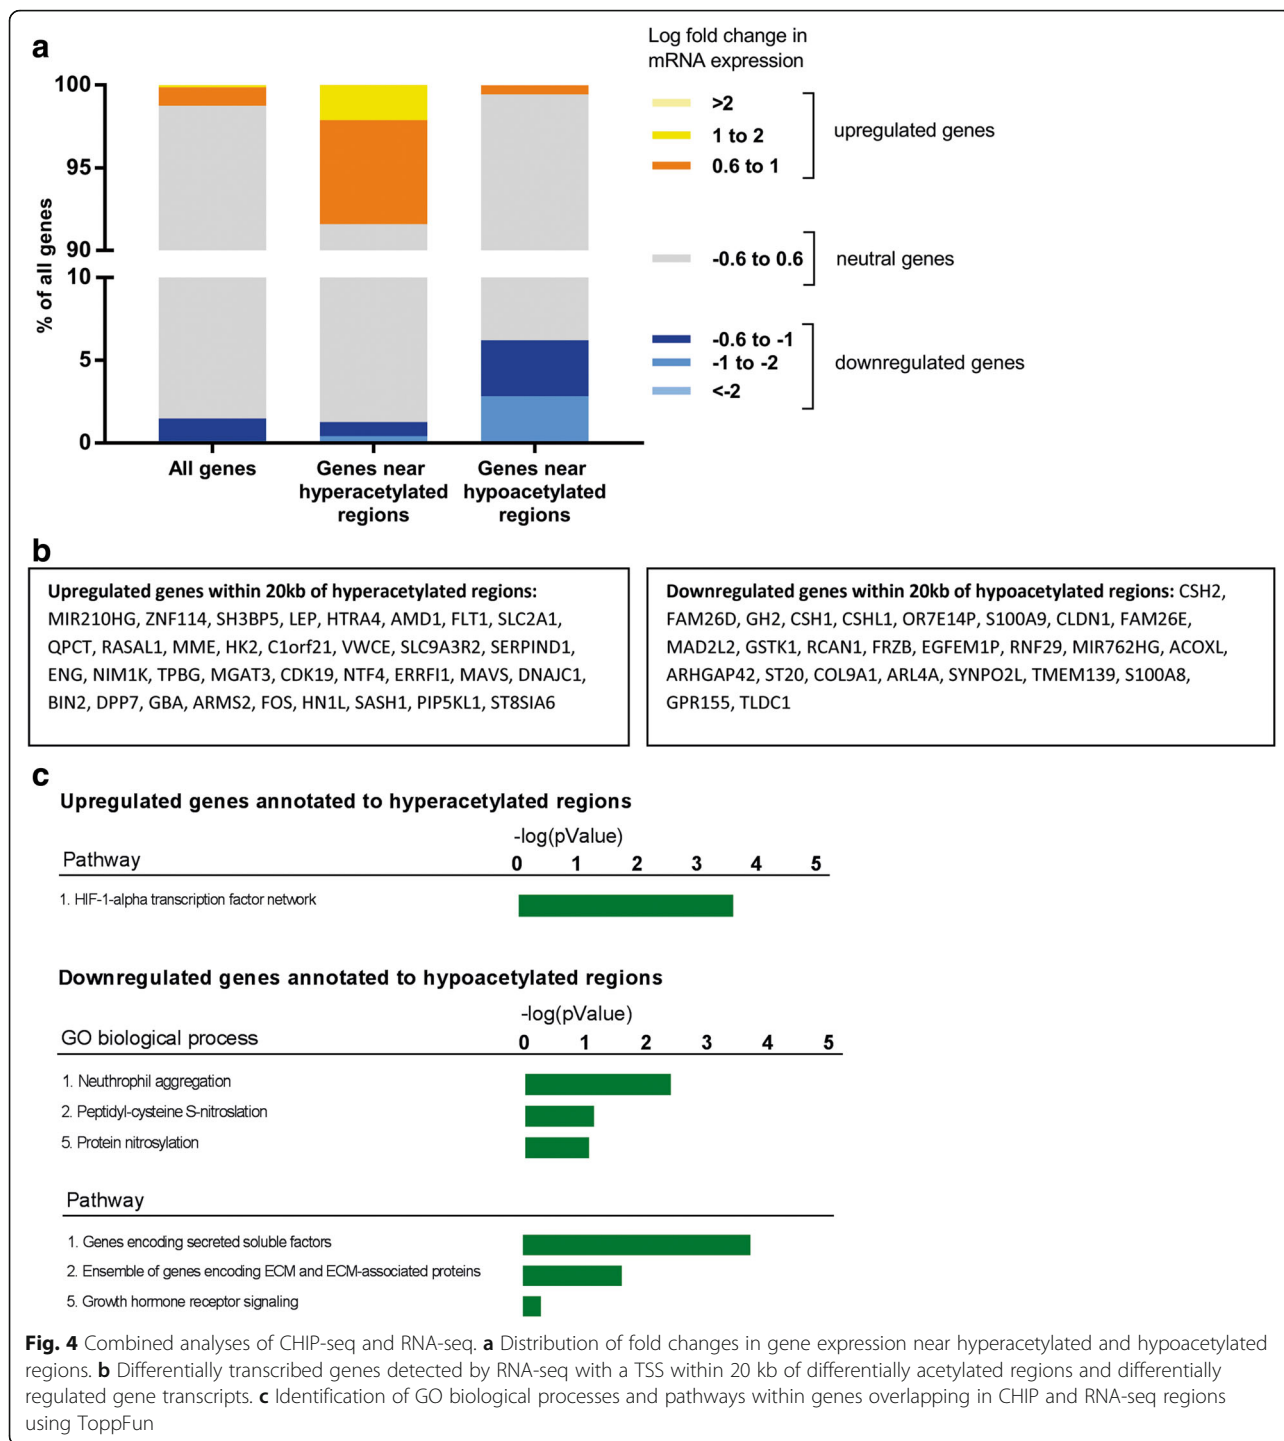 a
Log fold change in
mRNA expression
% of all genes
100
95
90
10
5
0
>2
1 to 2
0.6 to 1
upregulated genes
-0.6 to 0.6
neutral genes
-0.6 to -1
-1 to -2
<-2
downregulated genes
All genes
Genes near
hyperacetylated
regions
Genes near
hypoacetylated
regions
b
Upregulated genes within 20kb of hyperacetylated regions:
MIR210HG, ZNF114, SH3BP5, LEP, HTRA4, AMD1, FLT1, SLC2A1,
QPCT, RASAL1, MME, HK2, C1orf21, VWCE, SLC9A3R2, SERPIND1,
ENG, NIM1K, TPBG, MGAT3, CDK19, NTF4, ERRFI1, MAVS, DNAJC1,
BIN2, DPP7, GBA, ARMS2, FOS, HN1L, SASH1, PIP5KL1, ST8SIA6
Downregulated genes within 20kb of hypoacetylated regions: CSH2,
FAM26D, GH2, CSH1, CSHL1, OR7E14P, S100A9, CLDN1, FAM26E,
MAD2L2, GSTK1, RCAN1, FRZB, EGFEM1P, RNF29, MIR762HG, ACOXL,
ARHGAP42, ST20, COL9A1, ARL4A, SYNPO2L, TMEM139, S100A8,
GPR155, TLDC1
c
Upregulated genes annotated to hyperacetylated regions
-log(pValue)
Pathway 0 1 2 3 4 5
1. HIF-1-alpha transcription factor network
Downregulated genes annotated to hypoacetylated regions
-log(pValue)
GO biological process 0 1 2 3 4 5
1. Neuthrophil aggregation
2. Peptidyl-cysteine S-nitroslation
5. Protein nitrosylation
Pathway
1. Genes encoding secreted soluble factors
2. Ensemble of genes encoding ECM and ECM-associated proteins
5. Growth hormone receptor signaling
Fig. 4 Combined analyses of CHIP-seq and RNA-seq. a Distribution of fold changes in gene expression near hyperacetylated and hypoacetylated
regions. b Differentially transcribed genes detected by RNA-seq with a TSS within 20 kb of differentially acetylated regions and differentially
regulated gene transcripts. c Identification of GO biological processes and pathways within genes overlapping in CHIP and RNA-seq regions
using ToppFun